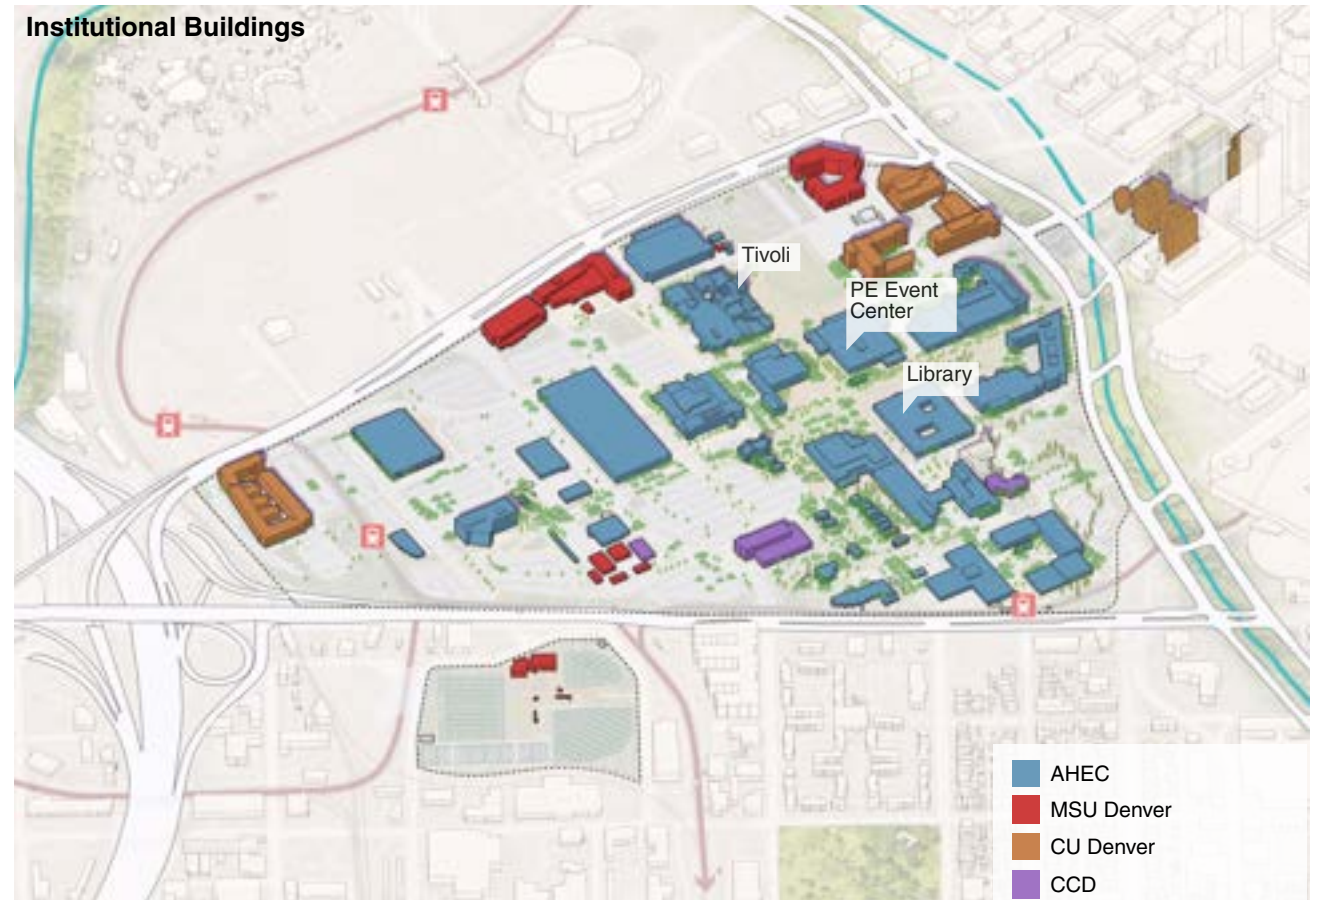 Institutional Buildings
Tivoli
PE Event
Center
Library
AHEC
MSU Denver
CU Denver
CCD